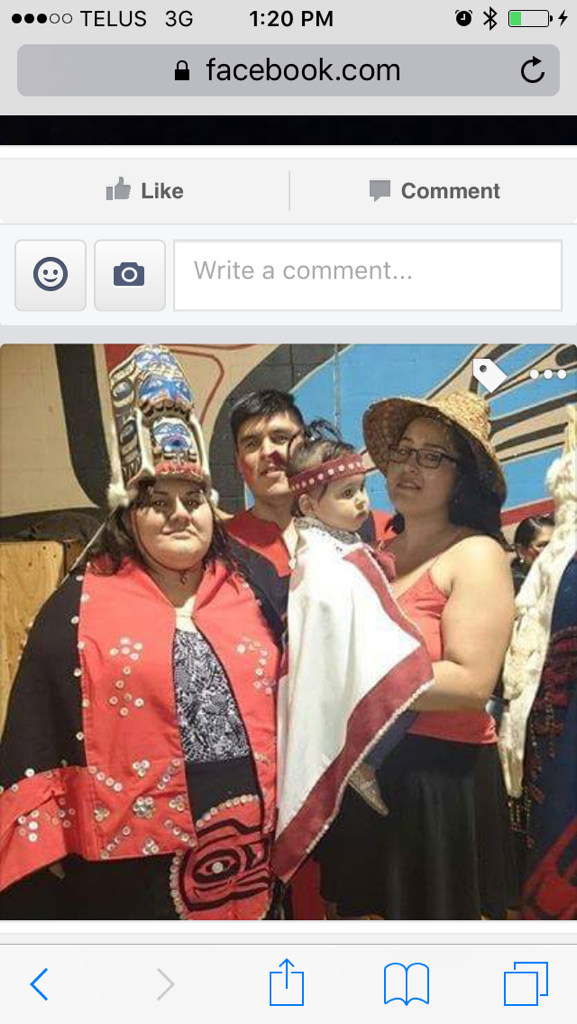 TELUS 3G 1:20 PM
facebook.com
Like Comment
Write a comment...